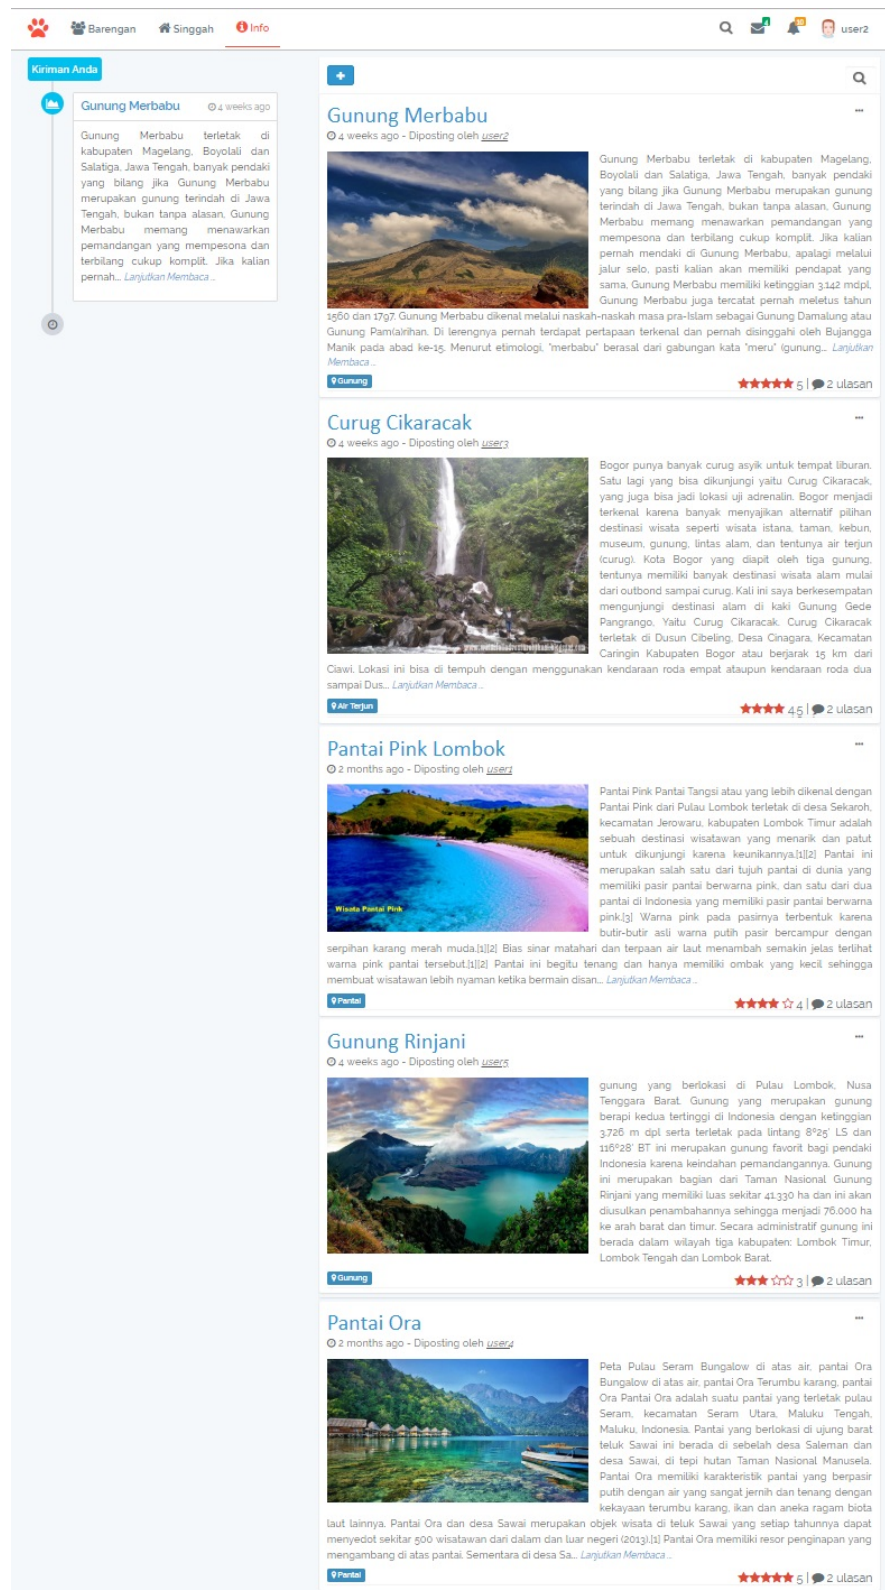 Barengan Singgah Info 4 10 user2
Kiriman Anda
Gunung Merbabu 4 weeks ago
Gunung Merbabu terletak di
kabupaten Magelang, Boyolali dan
Salatiga, Jawa Tengah, banyak pendaki
yang bilang jika Gunung Merbabu
merupakan gunung terindah di Jawa
Tengah, bukan tanpa alasan, Gunung
Merbabu memang menawarkan
pemandangan yang mempesona dan
terbilang cukup komplit. Jika kalian
pernah... Lanjutkan Membaca ...
Gunung Merbabu
4 weeks ago - Diposting oleh user2
Gunung Merbabu terletak di kabupaten Magelang,
Boyolali dan Salatiga, Jawa Tengah, banyak pendaki
yang bilang jika Gunung Merbabu merupakan gunung
terindah di Jawa Tengah, bukan tanpa alasan, Gunung
Merbabu memang menawarkan pemandangan yang
mempesona dan terbilang cukup komplit. Jika kalian
pernah mendaki di Gunung Merbabu, apalagi melalui
jalur selo, pasti kalian akan memiliki pendapat yang
sama, Gunung Merbabu memiliki ketinggian 3.142 mdpl,
Gunung Merbabu juga tercatat pernah meletus tahun
1560 dan 1797. Gunung Merbabu dikenal melalui naskah-naskah masa pra-Islam sebagai Gunung Damalung atau
Gunung Pam(a)rihan. Di lerengnya pernah terdapat pertapaan terkenal dan pernah disinggahi oleh Bujangga
Manik pada abad ke-15. Menurut etimologi, "merbabu" berasal dari gabungan kata "meru" (gunung... Lanjutkan
Membaca ...
Gunung 5 | 2 ulasan
Curug Cikaracak
4 weeks ago - Diposting oleh user3
Bogor punya banyak curug asyik untuk tempat liburan.
Satu lagi yang bisa dikunjungi yaitu Curug Cikaracak,
yang juga bisa jadi lokasi uji adrenalin. Bogor menjadi
terkenal karena banyak menyajikan alternatif pilihan
destinasi wisata seperti wisata istana, taman, kebun,
museum, gunung, lintas alam, dan tentunya air terjun
(curug). Kota Bogor yang diapit oleh tiga gunung,
tentunya memiliki banyak destinasi wisata alam mulai
dari outbond sampai curug. Kali ini saya berkesempatan
mengunjungi destinasi alam di kaki Gunung Gede
Pangrango, Yaitu Curug Cikaracak. Curug Cikaracak
terletak di Dusun Cibeling, Desa Cinagara, Kecamatan
Caringin Kabupaten Bogor atau berjarak 15 km dari
Ciawi, Lokasi ini bisa di tempuh dengan menggunakan kendaraan roda empat ataupun kendaraan roda dua
sampai Dus... Lanjutkan Membaca ...
Air Terjun 4.5 | 2 ulasan
Pantai Pink Lombok
2 months ago - Diposting oleh user1
Pantai Pink Pantai Tangsi atau yang lebih dikenal dengan
Pantai Pink dari Pulau Lombok terletak di desa Sekaroh,
kecamatan Jerowaru, kabupaten Lombok Timur adalah
sebuah destinasi wisatawan yang menarik dan patut
untuk dikunjungi karena keunikannya.[1][2] Pantai ini
merupakan salah satu dari tujuh pantai di dunia yang
memiliki pasir pantai berwarna pink, dan satu dari dua
pantai di Indonesia yang memiliki pasir pantai berwarna
pink.[3] Warna pink pada pasirnya terbentuk karena
butir-butir asli warna putih pasir bercampur dengan
Wisata Pantai Pink
serpihan karang merah muda.[1][2] Bias sinar matahari dan terpaan air laut menambah semakin jelas terlihat
warna pink pantai tersebut.[1][2] Pantai ini begitu tenang dan hanya memiliki ombak yang kecil sehingga
membuat wisatawan lebih nyaman ketika bermain disan... Lanjutkan Membaca ...
Pantai 4 | 2 ulasan
Gunung Rinjani
4 weeks ago - Diposting oleh user5
gunung yang berlokasi di Pulau Lombok, Nusa
Tenggara Barat. Gunung yang merupakan gunung
berapi kedua tertinggi di Indonesia dengan ketinggian
3.726 m dpl serta terletak pada lintang 8º25' LS dan
116º28' BT ini merupakan gunung favorit bagi pendaki
Indonesia karena keindahan pemandangannya. Gunung
ini merupakan bagian dari Taman Nasional Gunung
Rinjani yang memiliki luas sekitar 41.330 ha dan ini akan
diusulkan penambahannya sehingga menjadi 76.000 ha
ke arah barat dan timur. Secara administratif gunung ini
berada dalam wilayah tiga kabupaten: Lombok Timur,
Lombok Tengah dan Lombok Barat.
Gunung 3 | 2 ulasan
Pantai Ora
2 months ago - Diposting oleh user4
Peta Pulau Seram Bungalow di atas air, pantai Ora
Bungalow di atas air, pantai Ora Terumbu karang, pantai
Ora Pantai Ora adalah suatu pantai yang terletak pulau
Seram, kecamatan Seram Utara, Maluku Tengah,
Maluku, Indonesia. Pantai yang berlokasi di ujung barat
teluk Sawai ini berada di sebelah desa Saleman dan
desa Sawai, di tepi hutan Taman Nasional Manusela.
Pantai Ora memiliki karakteristik pantai yang berpasir
putih dengan air yang sangat jernih dan tenang dengan
kekayaan terumbu karang, ikan dan aneka ragam biota
laut lainnya. Pantai Ora dan desa Sawai merupakan objek wisata di teluk Sawai yang setiap tahunnya dapat
menyedot sekitar 500 wisatawan dari dalam dan luar negeri (2013).[1] Pantai Ora memiliki resor penginapan yang
mengambang di atas pantai. Sementara di desa Sa... Lanjutkan Membaca ...
Pantai 5 | 2 ulasan